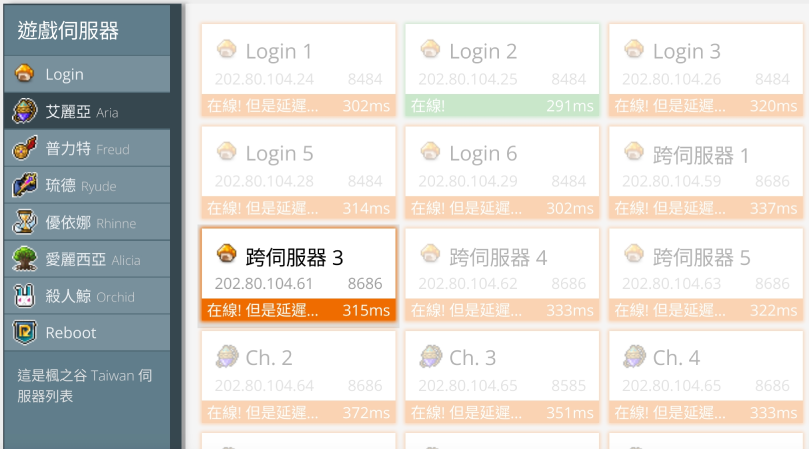 遊戲伺服器
Login
艾麗亞 Aria
普力特 Freud
琉德 Ryude
優依娜 Rhinne
愛麗西亞 Alicia
殺人鯨 Orchid
Reboot
這是楓之谷 Taiwan 伺
服器列表
Login 1
202.80.104.24 8484
在線! 但是延遲... 302ms
Login 2
202.80.104.25 8484
在線! 291ms
Login 3
202.80.104.26 8484
在線! 但是延遲... 320ms
Login 5
202.80.104.28 8484
在線! 但是延遲... 314ms
Login 6
202.80.104.29 8484
在線! 但是延遲... 302ms
跨伺服器 1
202.80.104.59 8686
在線! 但是延遲... 337ms
跨伺服器 3
202.80.104.61 8686
在線! 但是延遲... 315ms
跨伺服器 4
202.80.104.62 8686
在線! 但是延遲... 333ms
跨伺服器 5
202.80.104.63 8686
在線! 但是延遲... 322ms
Ch. 2
202.80.104.64 8686
在線! 但是延遲... 372ms
Ch. 3
202.80.104.65 8585
在線! 但是延遲... 351ms
Ch. 4
202.80.104.65 8686
在線! 但是延遲... 333ms